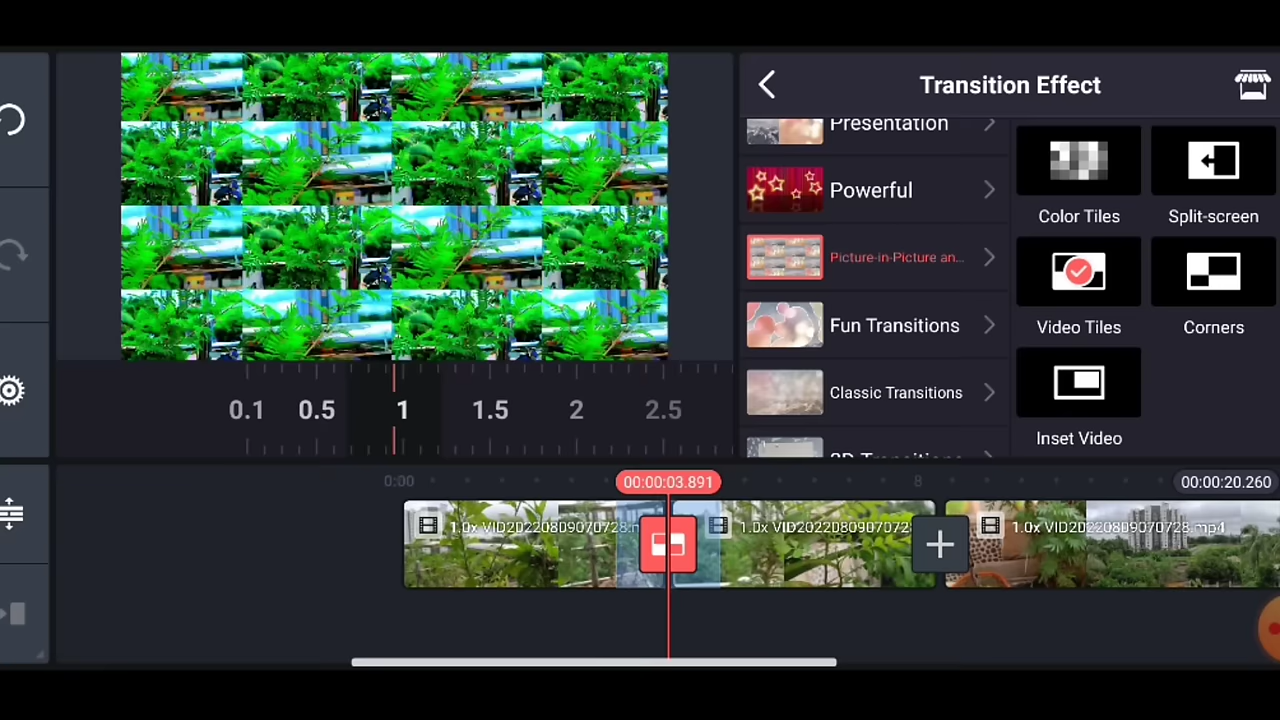 Transition Effect
Presentation
Powerful
Picture-in-Picture an...
Fun Transitions
Classic Transitions
Color Tiles
Split-screen
Video Tiles
Corners
Inset Video
0.1
0.5
1
1.5
2
2.5
0:00
00:00:03.891
8
00:00:20.260
1.0x VID20220809070728.m
1.0x VID2022080907072
1.0x VID20220809070728.mp4